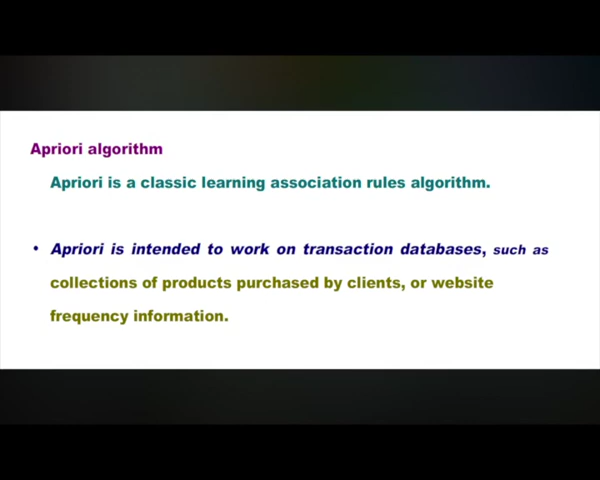 Apriori algorithm
Apriori is a classic learning association rules algorithm.
• Apriori is intended to work on transaction databases, such as
collections of products purchased by clients, or website
frequency information.